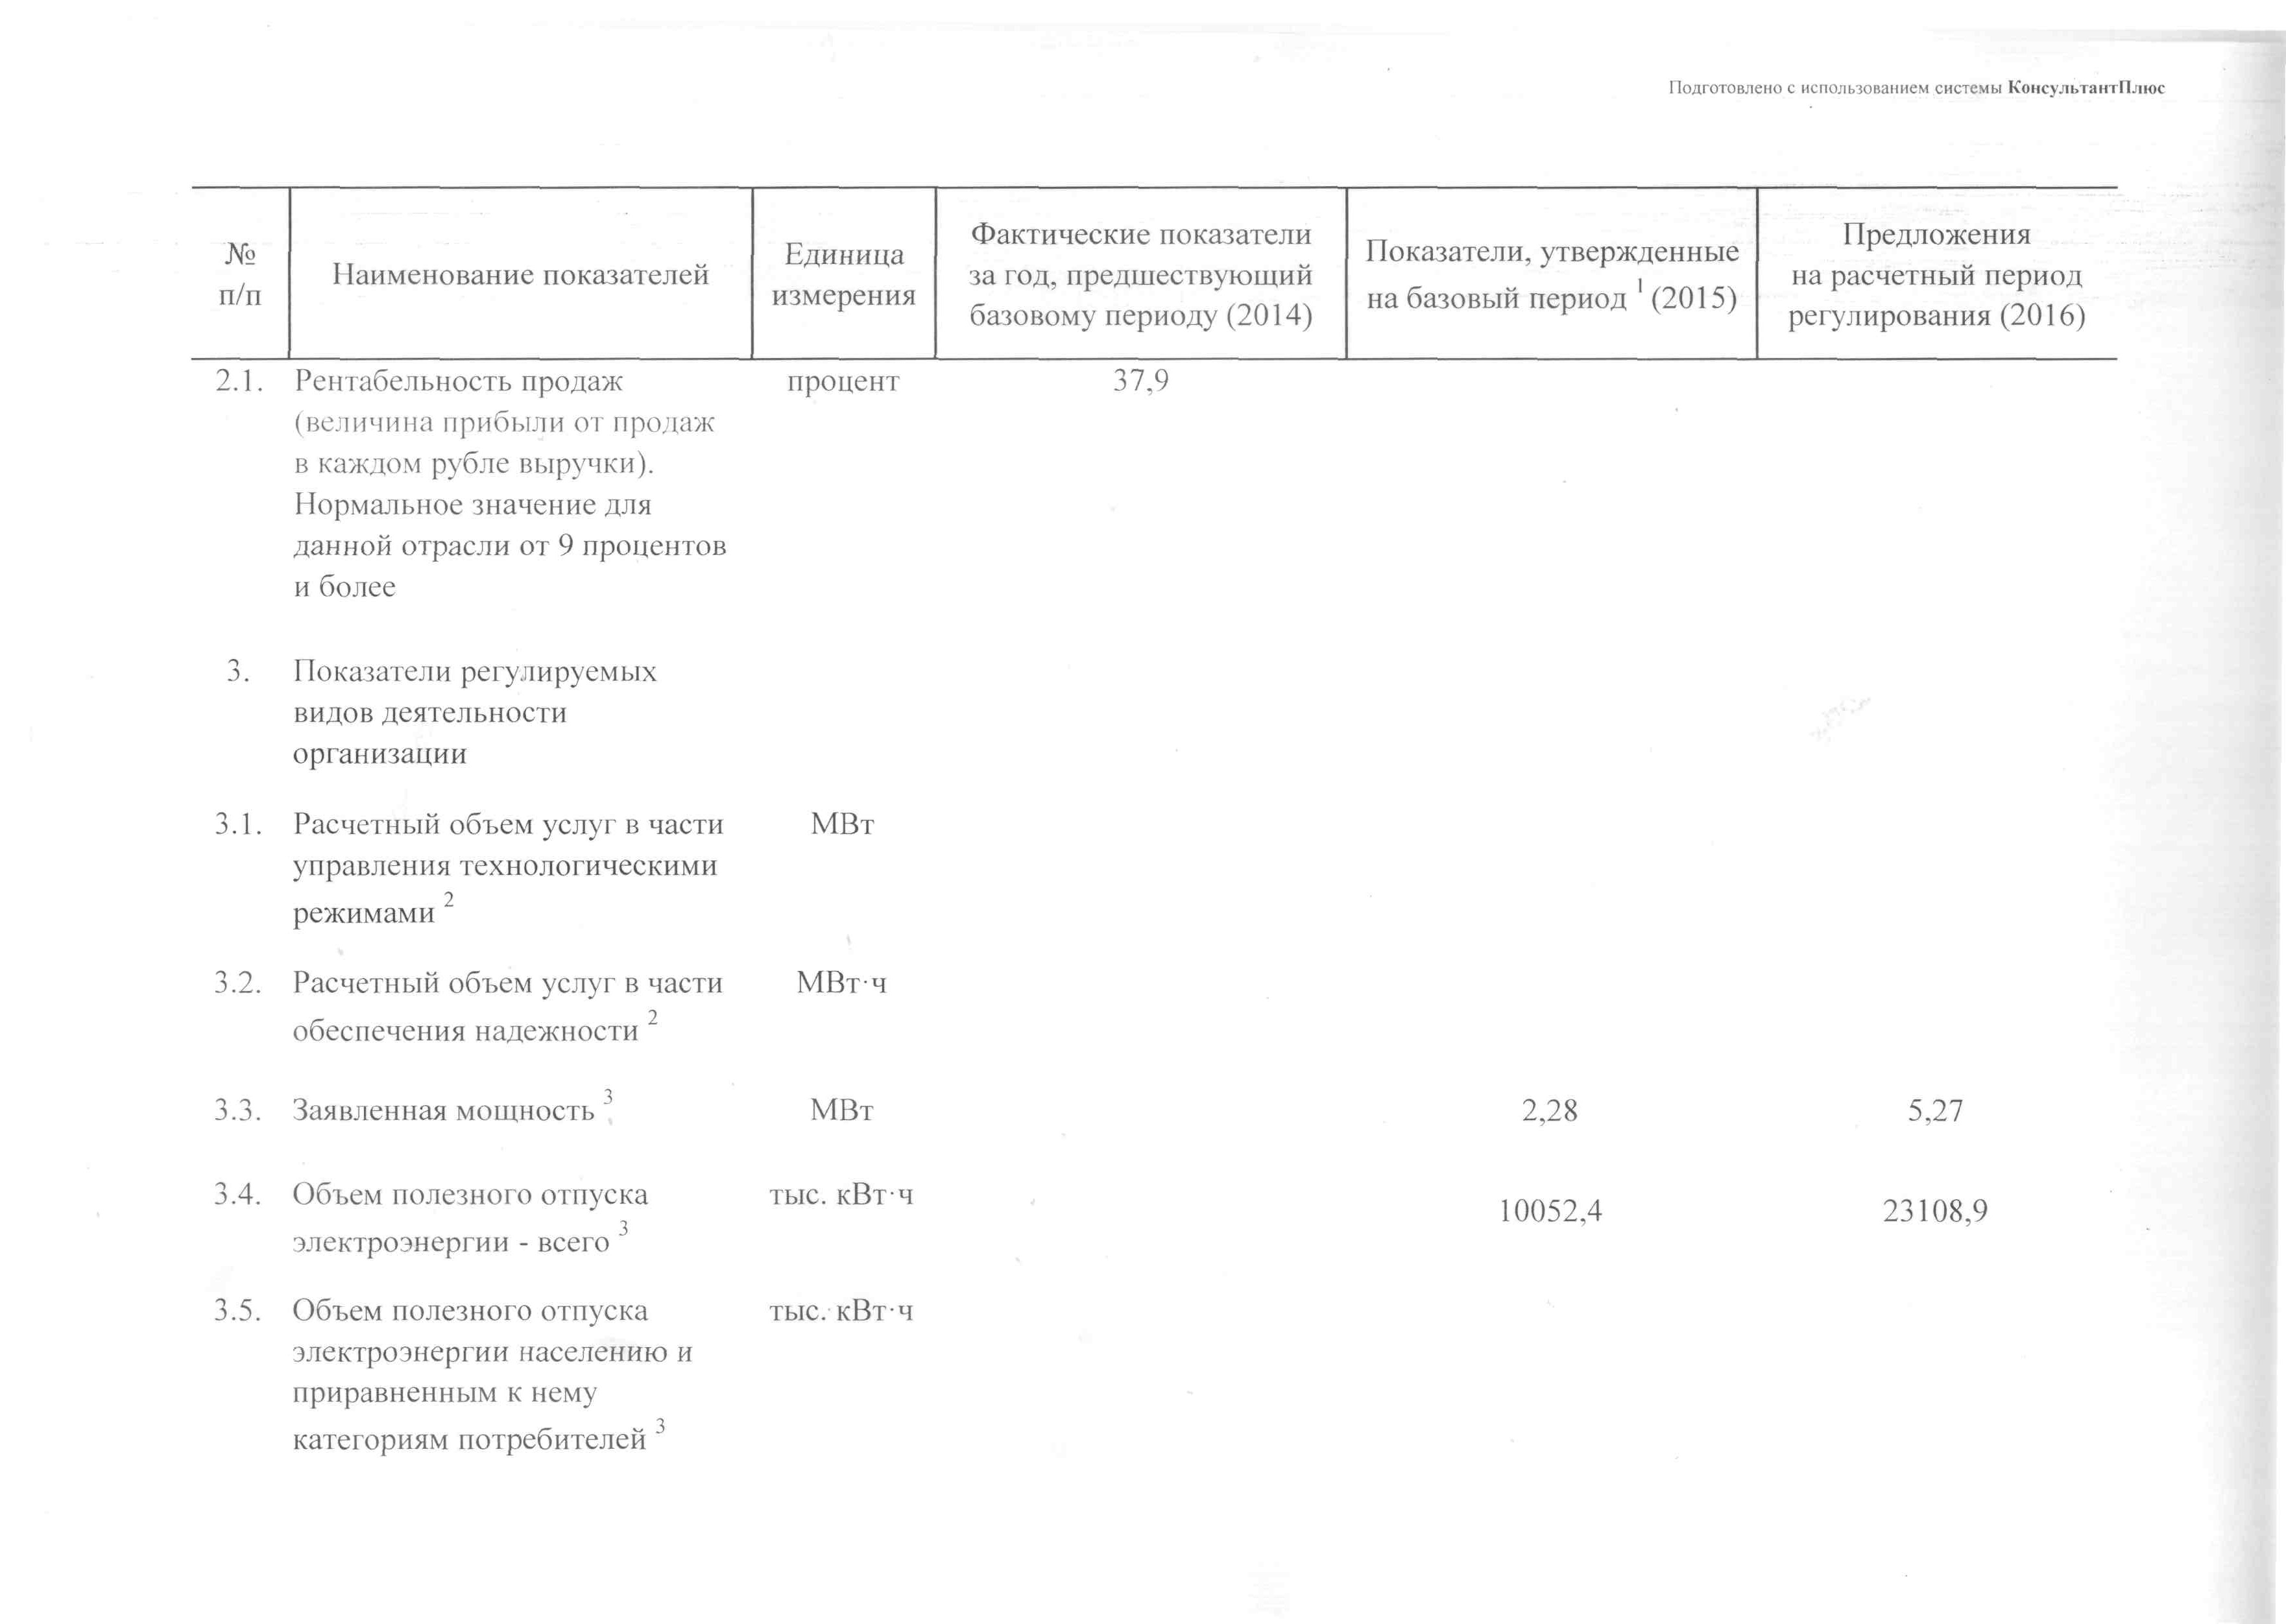 Подготовлено с использованием системы КонсультантПлюс
№
п/п
Наименование показателей
Единица
измерения
Фактические показатели
за год, предшествующий
базовому периоду (2014)
Показатели, утвержденные
на базовый период 1 (2015)
Предложения
на расчетный период
регулирования (2016)
2.1. Рентабельность продаж процент 37,9
(величина прибыли от продаж
в каждом рубле выручки).
Нормальное значение для
данной отрасли от 9 процентов
и более
3. Показатели регулируемых
видов деятельности
организации
3.1. Расчетный объем услуг в части МВт
управления технологическими
режимами 2
3.2. Расчетный объем услуг в части МВт·ч
обеспечения надежности 2
3.3. Заявленная мощность 3 МВт 2,28 5,27
3.4. Объем полезного отпуска тыс. кВт·ч 10052,4 23108,9
электроэнергии - всего 3
3.5. Объем полезного отпуска тыс. кВт·ч
электроэнергии населению и
приравненным к нему
категориям потребителей 3